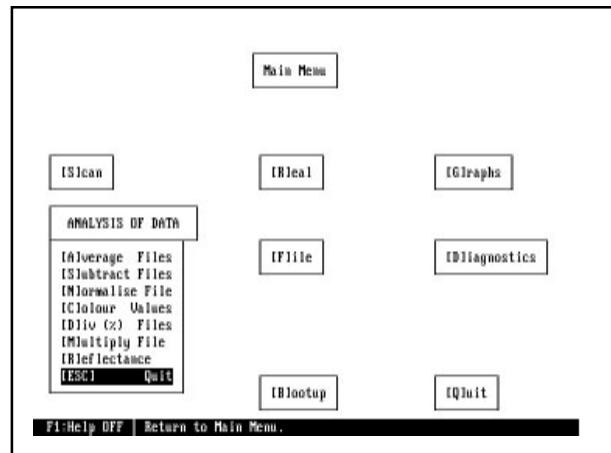 Main Menu
[S]can
[R]eal
[G]raphs
ANALYSIS OF DATA
[A]verage Files
[S]ubtract Files
[N]ormalise File
[C]olour Values
[D]iv (%) Files
[M]ultiply File
[R]eflectance
[ESC] Quit
[F]ile
[D]iagnostics
[B]ootup
[Q]uit
F1:Help OFF | Return to Main Menu.